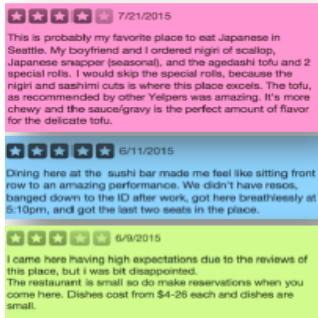 7/21/2015
This is probably my favorite place to eat Japanese in
Seattle. My boyfriend and I ordered nigiri of scallop,
Japanese snapper (seasonal), and the agedashi tofu and 2
special rolls. I would skip the special rolls, because the
nigiri and sashimi cuts is where this place excels. The tofu,
as recommended by other Yelpers was amazing. It's more
chewy and the sauce/gravy is the perfect amount of flavor
for the delicate tofu.
6/11/2015
Dining here at the sushi bar made me feel like sitting front
row to an amazing performance. We didn't have resos,
banged down to the ID after work, got here breathlessly at
5:10pm, and got the last two seats in the place.
6/9/2015
I came here having high expectations due to the reviews of
this place, but i was bit disappointed.
The restaurant is small so do make reservations when you
come here. Dishes cost from $4-26 each and dishes are
small.